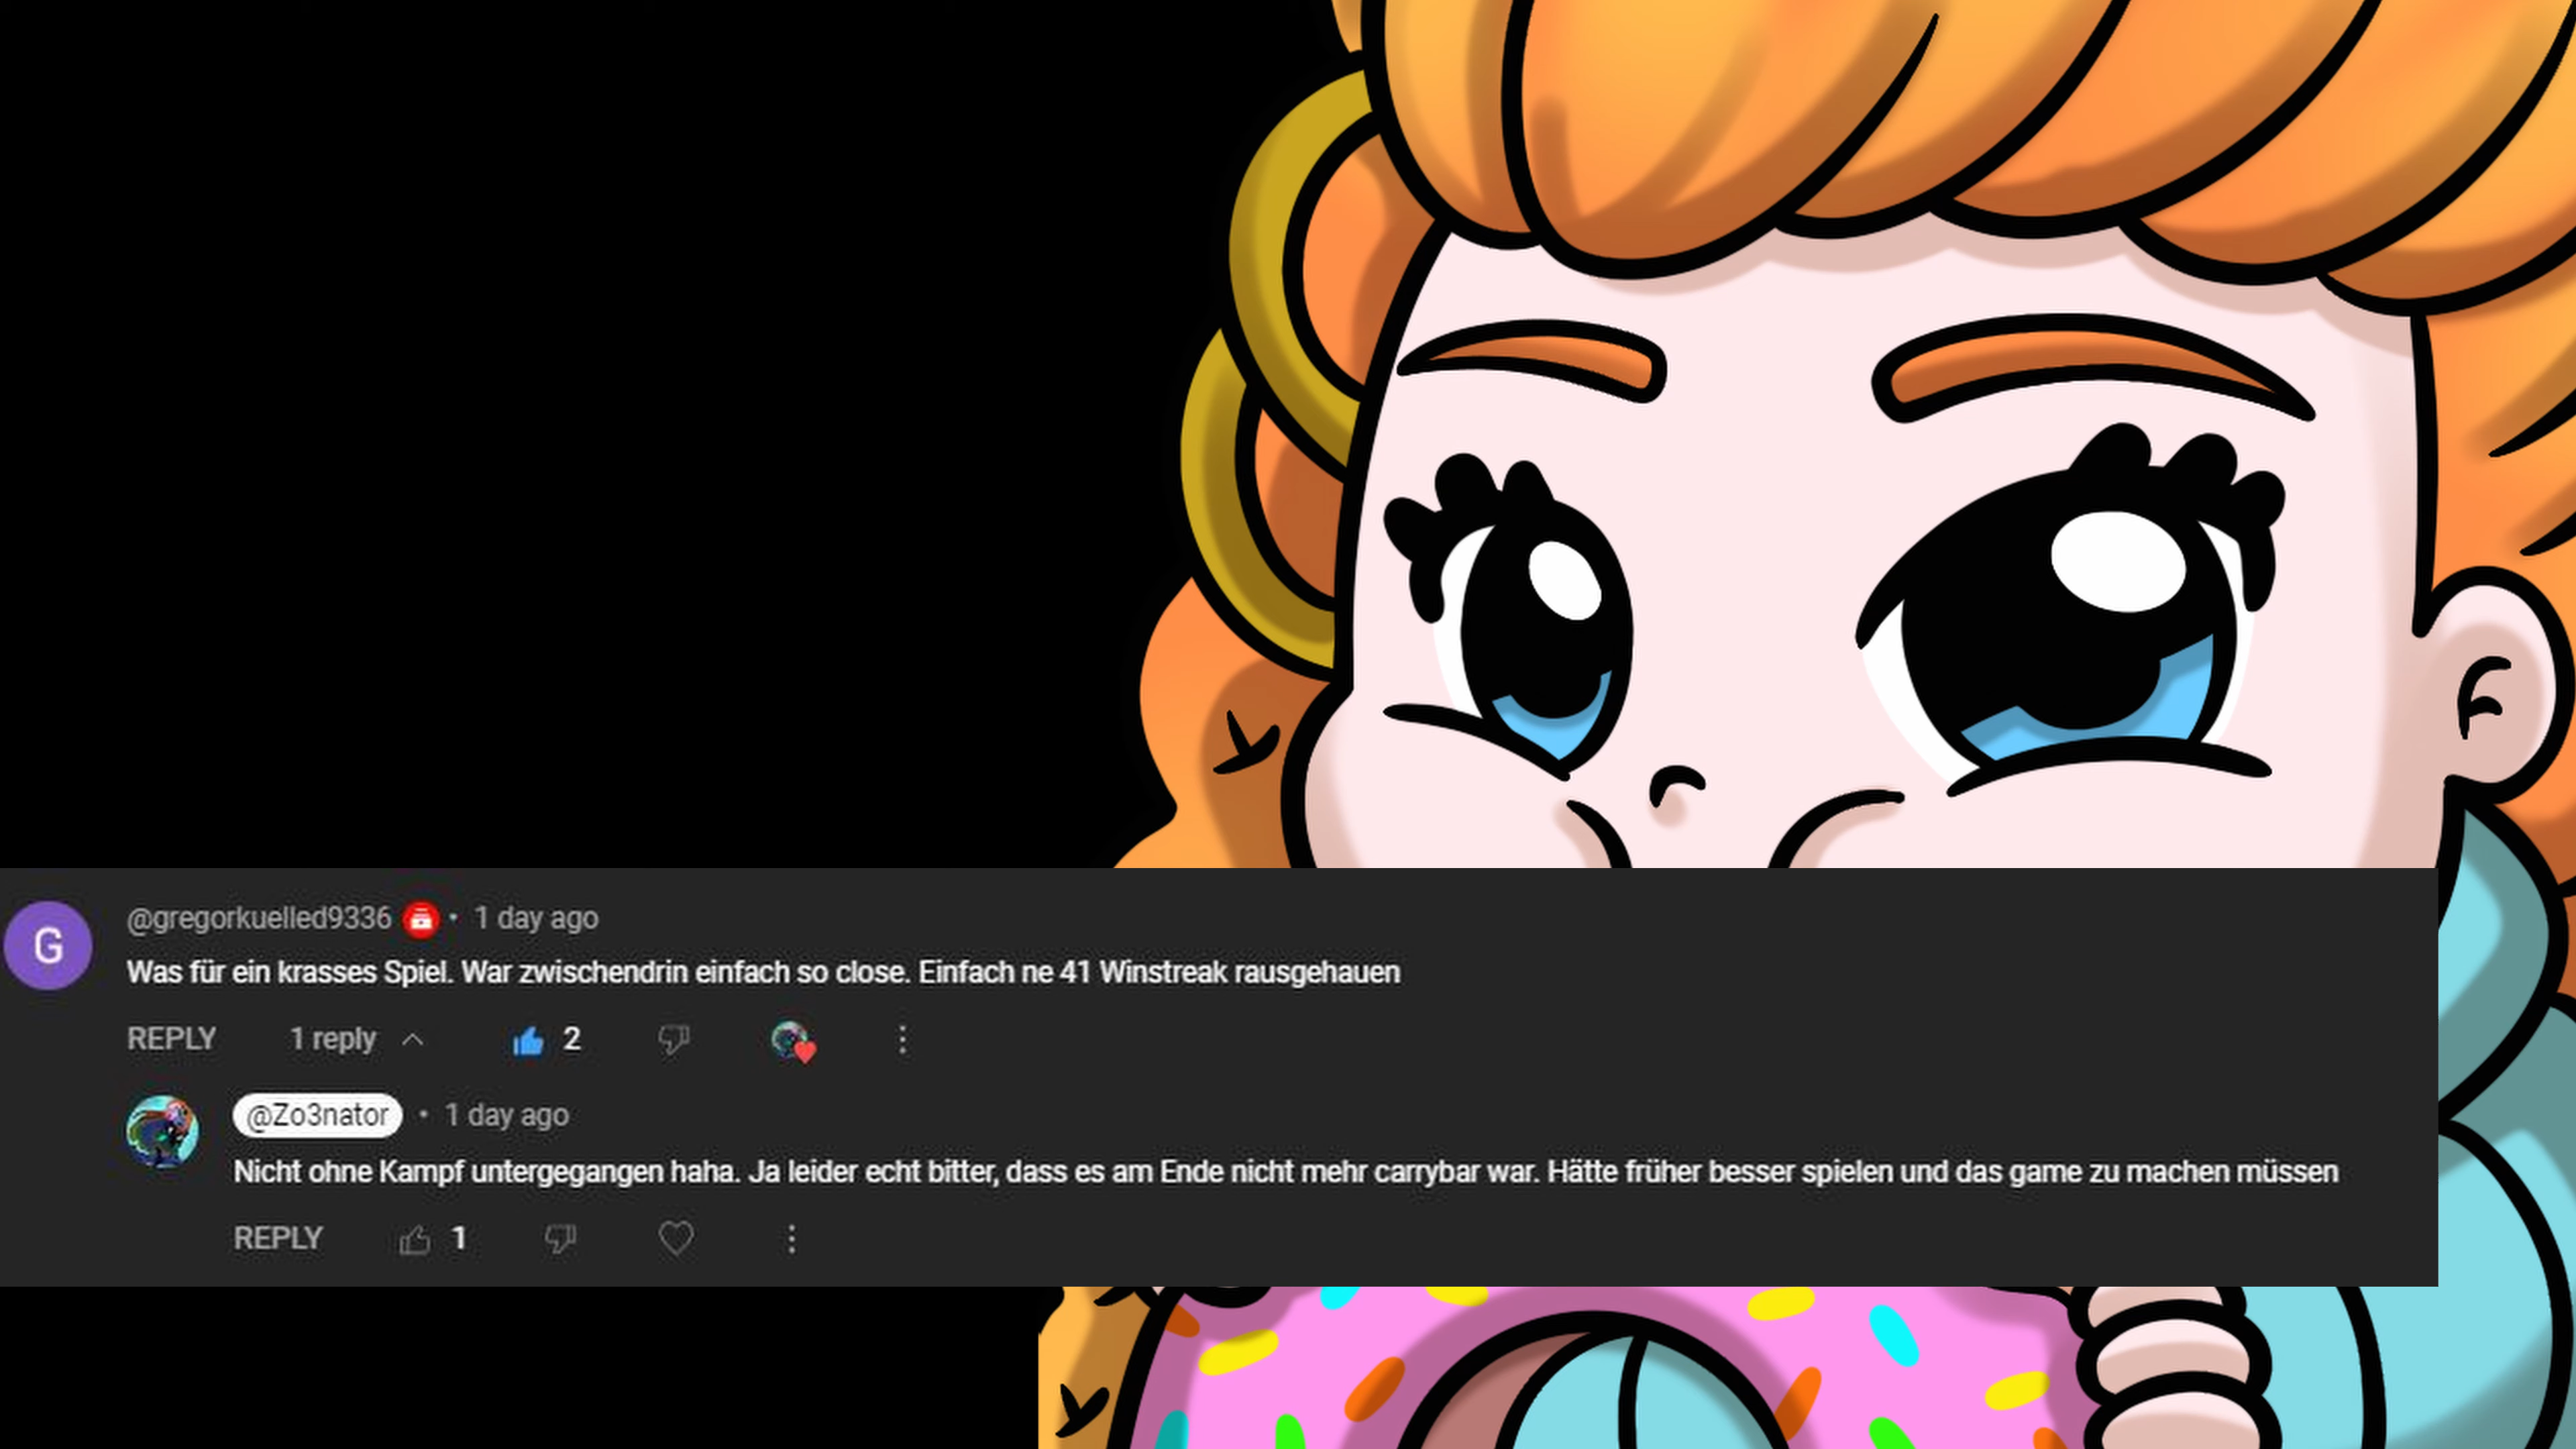 G
@gregorkuelled9336 • 1 day ago
Was für ein krasses Spiel. War zwischendrin einfach so close. Einfach ne 41 Winstreak rausgehauen
REPLY 1 reply 2
@Zo3nator • 1 day ago
Nicht ohne Kampf untergegangen haha. Ja leider echt bitter, dass es am Ende nicht mehr carrybar war. Hätte früher besser spielen und das game zu machen müssen
REPLY 1